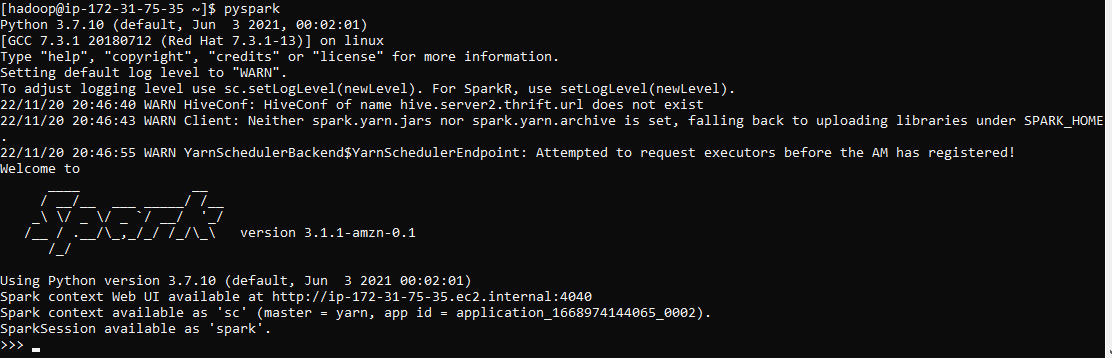 [hadoop@ip-172-31-75-35 ~]$ pyspark
Python 3.7.10 (default, Jun  3 2021, 00:02:01)
[GCC 7.3.1 20180712 (Red Hat 7.3.1-13)] on linux
Type "help", "copyright", "credits" or "license" for more information.
Setting default log level to "WARN".
To adjust logging level use sc.setLogLevel(newLevel). For SparkR, use setLogLevel(newLevel).
22/11/20 20:46:40 WARN HiveConf: HiveConf of name hive.server2.thrift.url does not exist
22/11/20 20:46:43 WARN Client: Neither spark.yarn.jars nor spark.yarn.archive is set, falling back to uploading libraries under SPARK_HOME
.
22/11/20 20:46:55 WARN YarnSchedulerBackend$YarnSchedulerEndpoint: Attempted to request executors before the AM has registered!
Welcome to
      ____              __
     / __/__  ___ _____/ /__
    _\ \/ _ \/ _ `/ __/  '_/
   /__ / .__/\_,_/_/ /_/\_\   version 3.1.1-amzn-0.1
      /_/
Using Python version 3.7.10 (default, Jun  3 2021 00:02:01)
Spark context Web UI available at http://ip-172-31-75-35.ec2.internal:4040
Spark context available as 'sc' (master = yarn, app id = application_1668974144065_0002).
SparkSession available as 'spark'.
>>> _